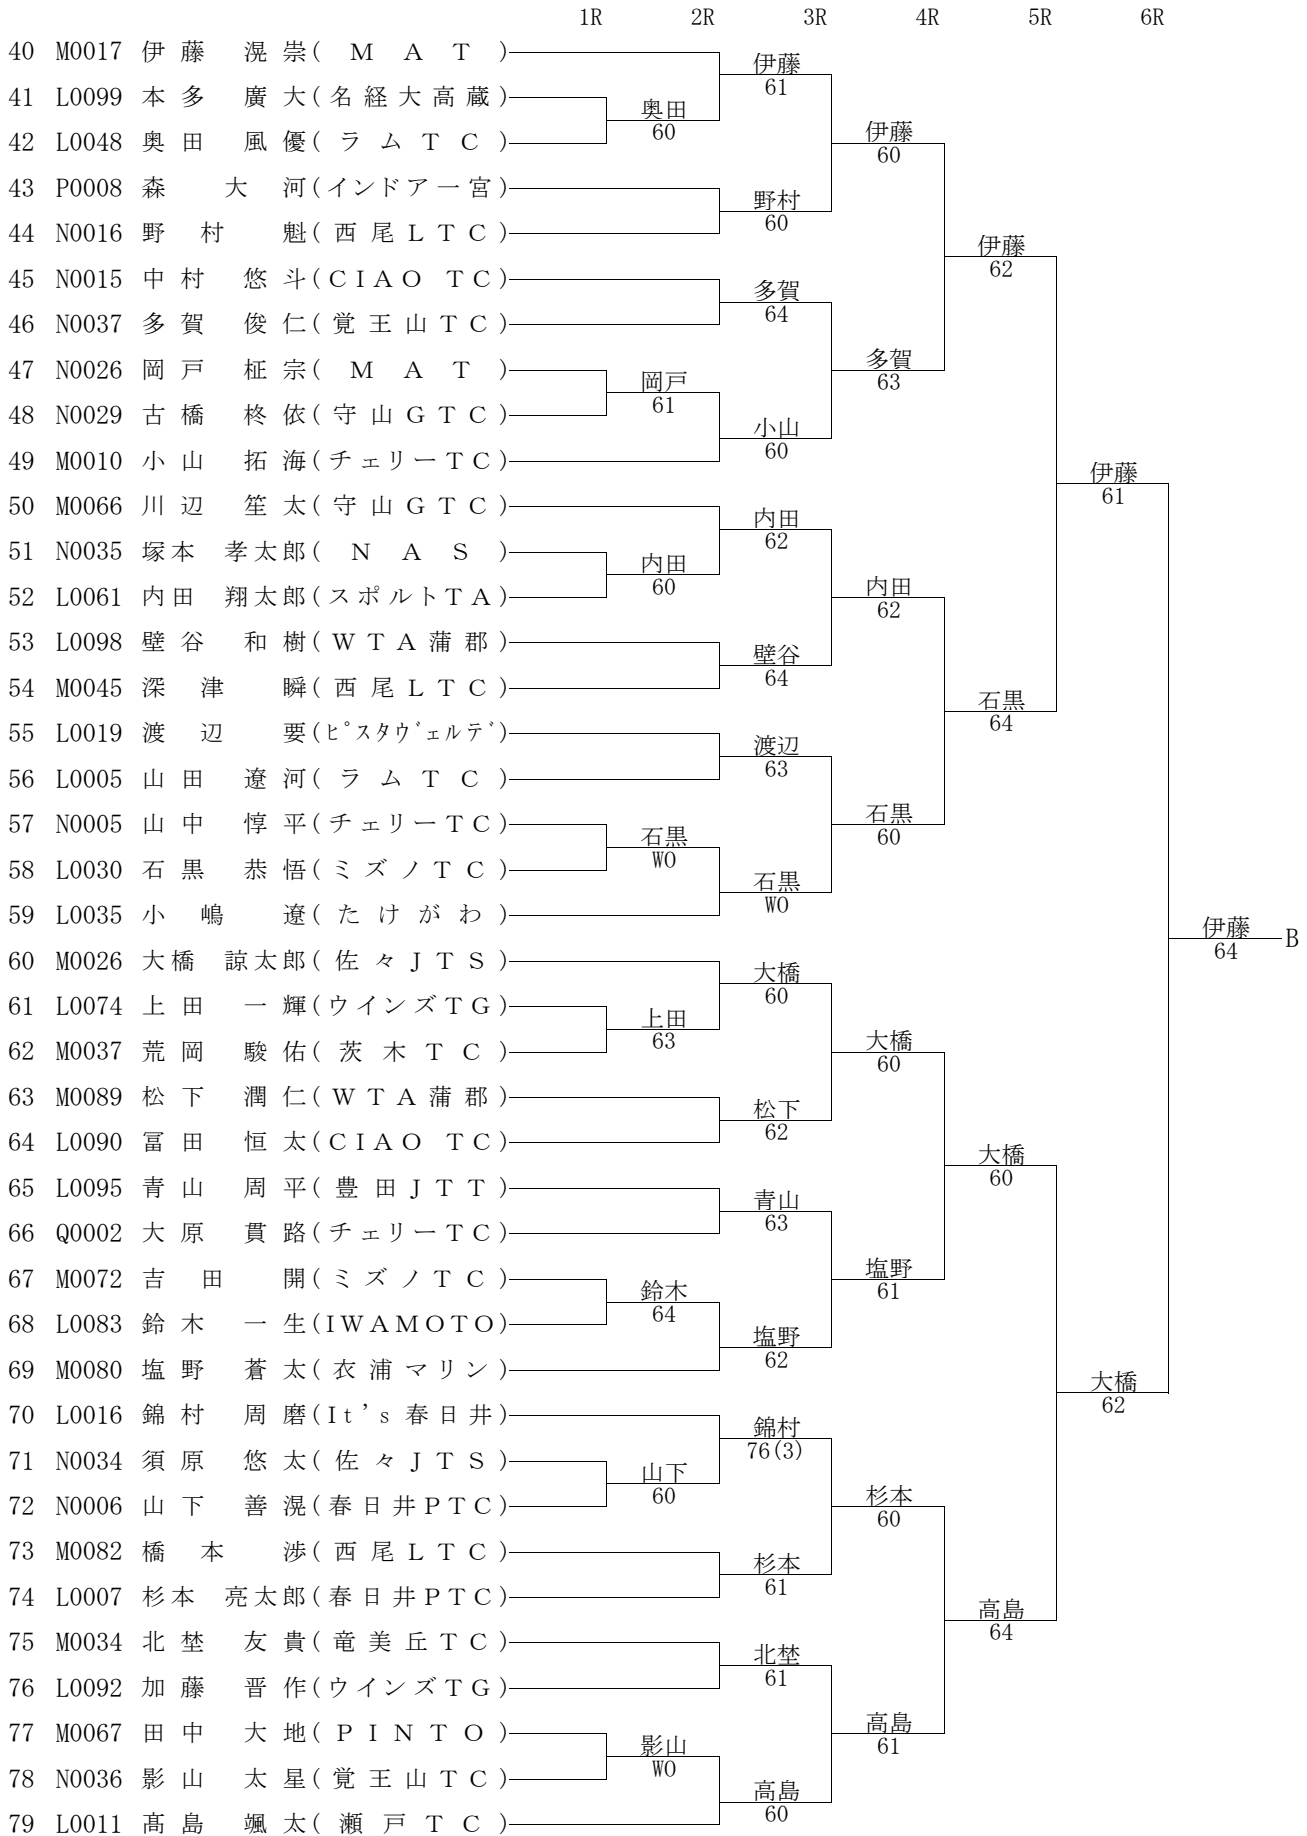 1R 2R 3R 4R 5R 6R
40 M0017 伊藤 滉崇(MAT)
伊藤
61
41 L0099 本多 廣大(名経大高蔵)
奥田
60
42 L0048 奥田 風優(ラムTC)
伊藤
60
43 P0008 森 大河(インドアー宮)
野村
60
44 N0016 野村 魁(西尾LTC)
伊藤
62
45 N0015 中村 悠斗(CIAO TC)
多賀
64
46 N0037 多賀 俊仁(覚王山TC)
多賀
63
47 N0026 岡戸 柾宗(MAT)
岡戸
61
48 N0029 古橋 柊依(守山GTC)
小山
60
49 M0010 小山 拓海(チェリーTC)
伊藤
61
50 M0066 川辺 笙太(守山GTC)
内田
62
51 N0035 塚本 孝太郎(NAS)
内田
60
52 L0061 内田 翔太郎(スポルトTA)
内田
62
53 L0098 壁谷 和樹(WTA蒲郡)
壁谷
64
54 M0045 深津 瞬(西尾LTC)
石黒
64
55 L0019 渡辺 要(ピスタヴェルデ)
渡辺
63
56 L0005 山田 遼河(ラムTC)
石黒
60
57 N0005 山中 惇平(チェリーTC)
石黒
WO
58 L0030 石黒 恭悟(ミズノTC)
石黒
WO
59 L0035 小嶋 遼(たけがわ)
伊藤
64
B
60 M0026 大橋 諒太郎(佐々JTS)
大橋
60
61 L0074 上田 一輝(ウインズTG)
上田
63
62 M0037 荒岡 駿佑(茨木TC)
大橋
60
63 M0089 松下 潤仁(WTA蒲郡)
松下
62
64 L0090 冨田 恒太(CIAO TC)
大橋
60
65 L0095 青山 周平(豊田JTT)
青山
63
66 Q0002 大原 貫路(チェリーTC)
塩野
61
67 M0072 吉田 開(ミズノTC)
鈴木
64
68 L0083 鈴木 一生(IWAMOTO)
塩野
62
69 M0080 塩野 蒼太(衣浦マリン)
大橋
62
70 L0016 錦村 周磨(It's春日井)
錦村
76(3)
71 N0034 須原 悠太(佐々JTS)
山下
60
72 N0006 山下 善滉(春日井PTC)
杉本
60
73 M0082 橋本 渉(西尾LTC)
杉本
61
74 L0007 杉本 亮太郎(春日井PTC)
高島
64
75 M0034 北埜 友貴(竜美丘TC)
北埜
61
76 L0092 加藤 晋作(ウインズTG)
高島
61
77 M0067 田中 大地(PINTO)
影山
WO
78 N0036 影山 太星(覚王山TC)
高島
60
79 L0011 髙島 颯太(瀬戸TC)